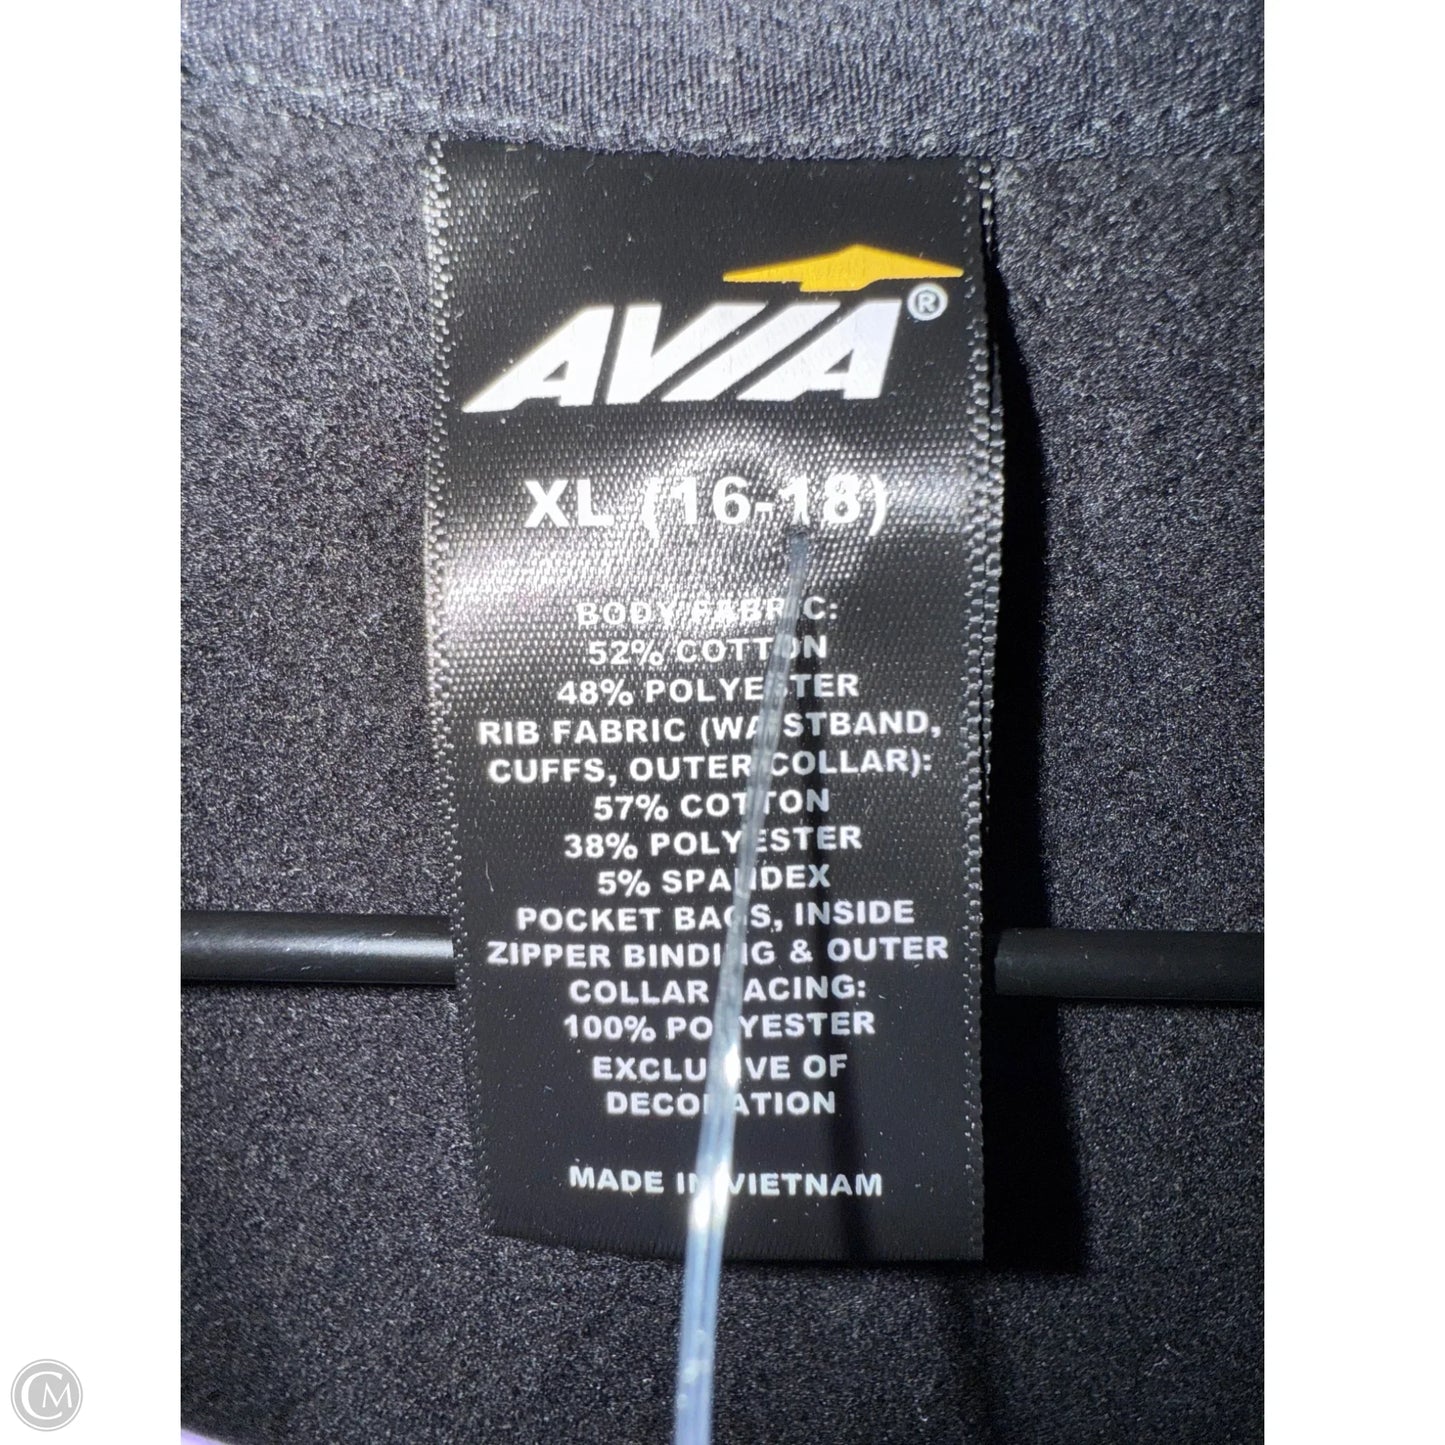 AVIA®
XL (16-18)
BODY FABRIC:
52% COTTON
48% POLYESTER
RIB FABRIC (WAISTBAND,
CUFFS, OUTER COLLAR):
57% COTTON
38% POLYESTER
5% SPANDEX
POCKET BAGS, INSIDE
ZIPPER BINDING & OUTER
COLLAR FACING:
100% POLYESTER
EXCLUSIVE OF
DECORATION
MADE IN VIETNAM
CM